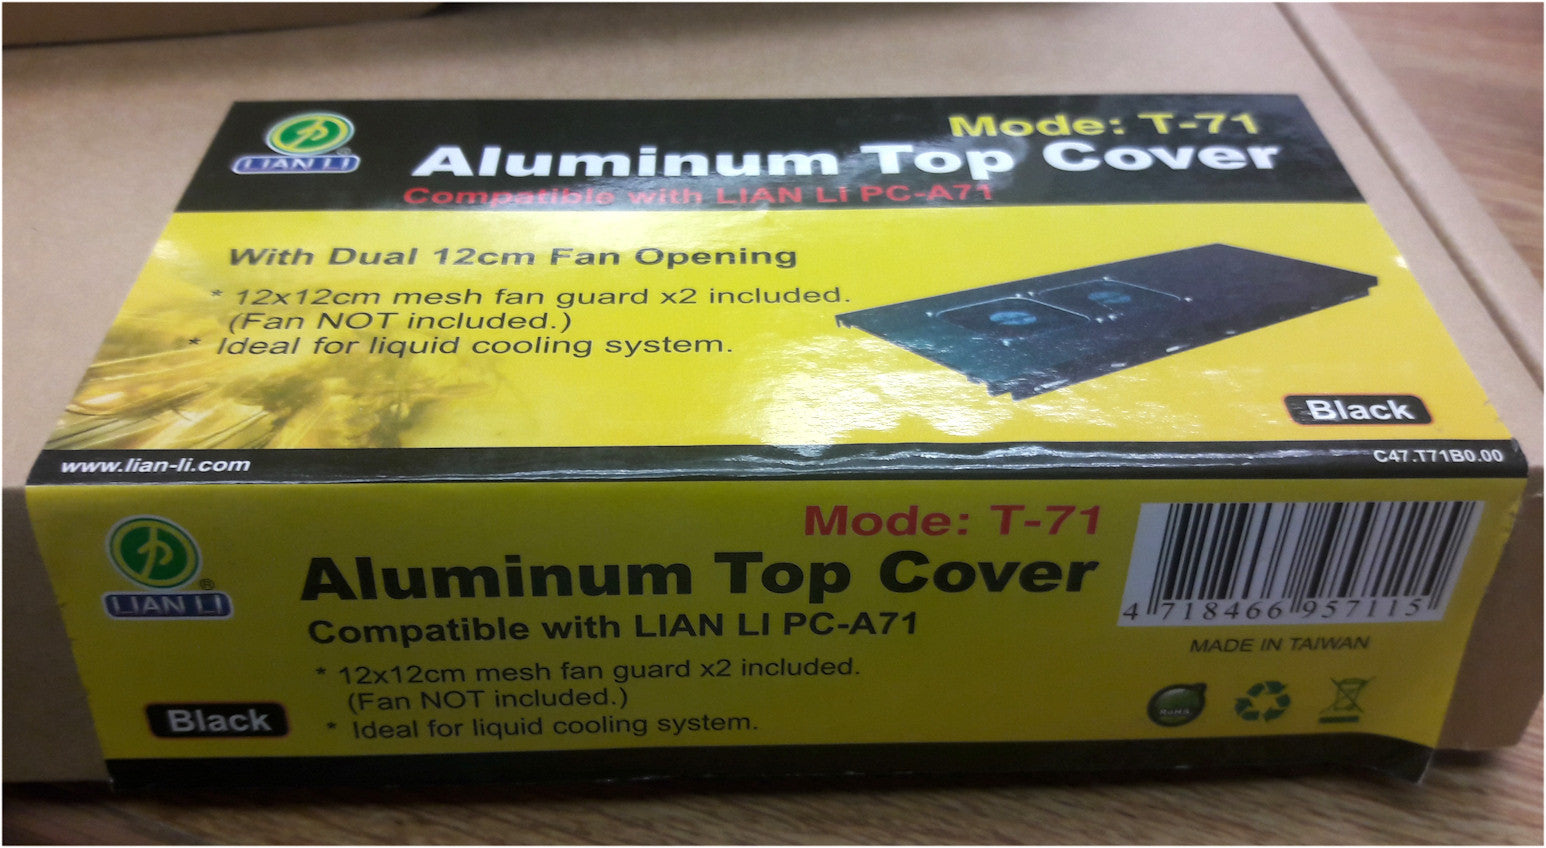 LIAN LI
®
Mode: T-71
Aluminum Top Cover
Compatible with LIAN Li PC-A71
With Dual 12cm Fan Opening
* 12x12cm mesh fan guard x2 included.
(Fan NOT included.)
* Ideal for liquid cooling system.
Black
www.lian-li.com
C47.T71B0.00
LIAN LI
®
Mode: T-71
Aluminum Top Cover
Compatible with LIAN LI PC-A71
* 12x12cm mesh fan guard x2 included.
(Fan NOT included.)
* Ideal for liquid cooling system.
Black
4 718466 957115
MADE IN TAIWAN
RoHS